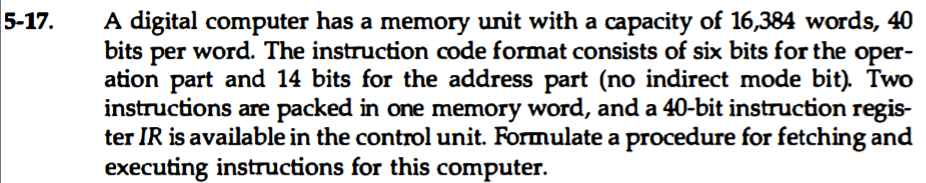 5-17. A digital computer has a memory unit with a capacity of 16,384 words, 40
bits per word. The instruction code format consists of six bits for the oper-
ation part and 14 bits for the address part (no indirect mode bit). Two
instructions are packed in one memory word, and a 40-bit instruction regis-
ter IR is available in the control unit. Formulate a procedure for fetching and
executing instructions for this computer.